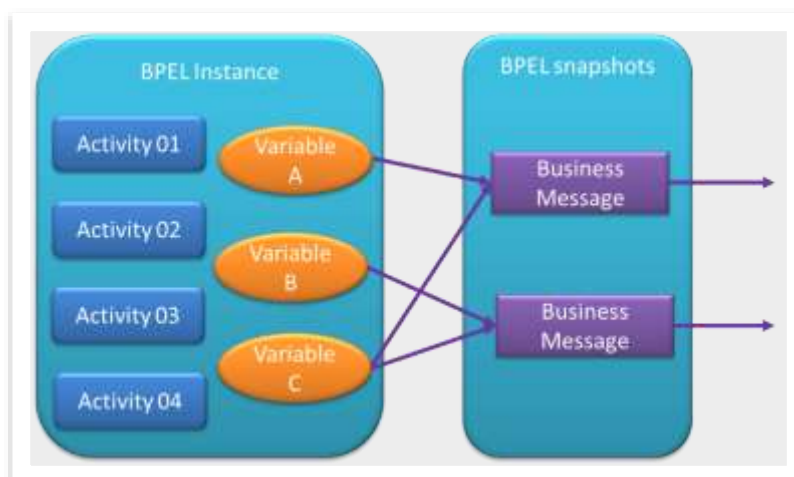 BPEL Instance
Activity 01
Activity 02
Activity 03
Activity 04
Variable
A
Variable
B
Variable
C
BPEL snapshots
Business
Message
Business
Message